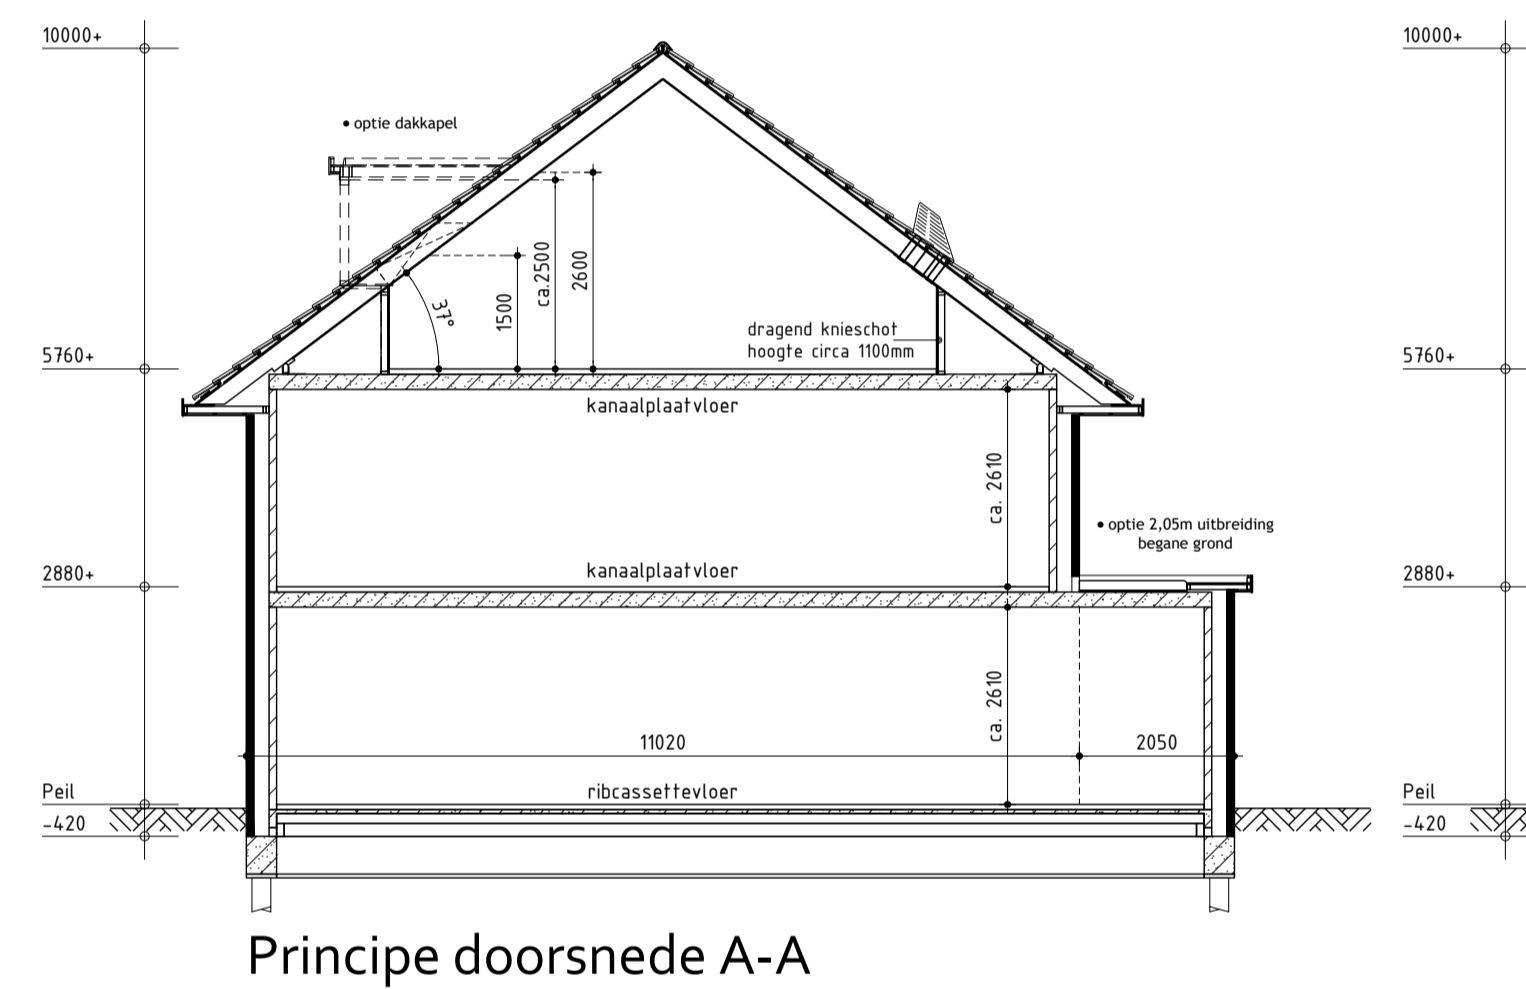 10000+
10000+
• optie dakkapel
37°
1500
ca.2500
2600
dragend knieschot
hoogte circa 1100mm
5760+
5760+
kanaalplaatvloer
ca. 2610
• optie 2,05m uitbreiding
begane grond
2880+
kanaalplaatvloer
2880+
ca. 2610
11020
2050
Peil
ribcassettevloer
Peil
-420
-420
Principe doorsnede A-A